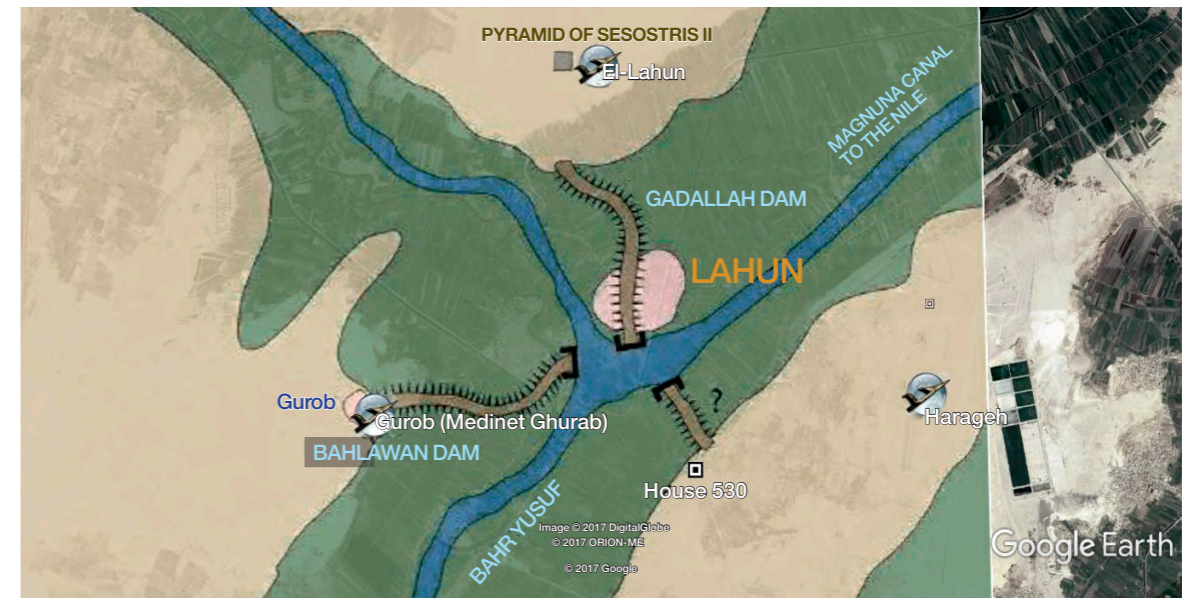 PYRAMID OF SESOSTRIS II
El-Lahun
MAGNUNA CANAL
TO THE NILE
GADALLAH DAM
LAHUN
Gurob
Gurob (Medinet Ghurab)
Harageh
?
BAHLAWAN DAM
House 530
BAHR YUSUF
Image © 2017 DigitalGlobe
© 2017 ORION-ME
© 2017 Google
Google Earth